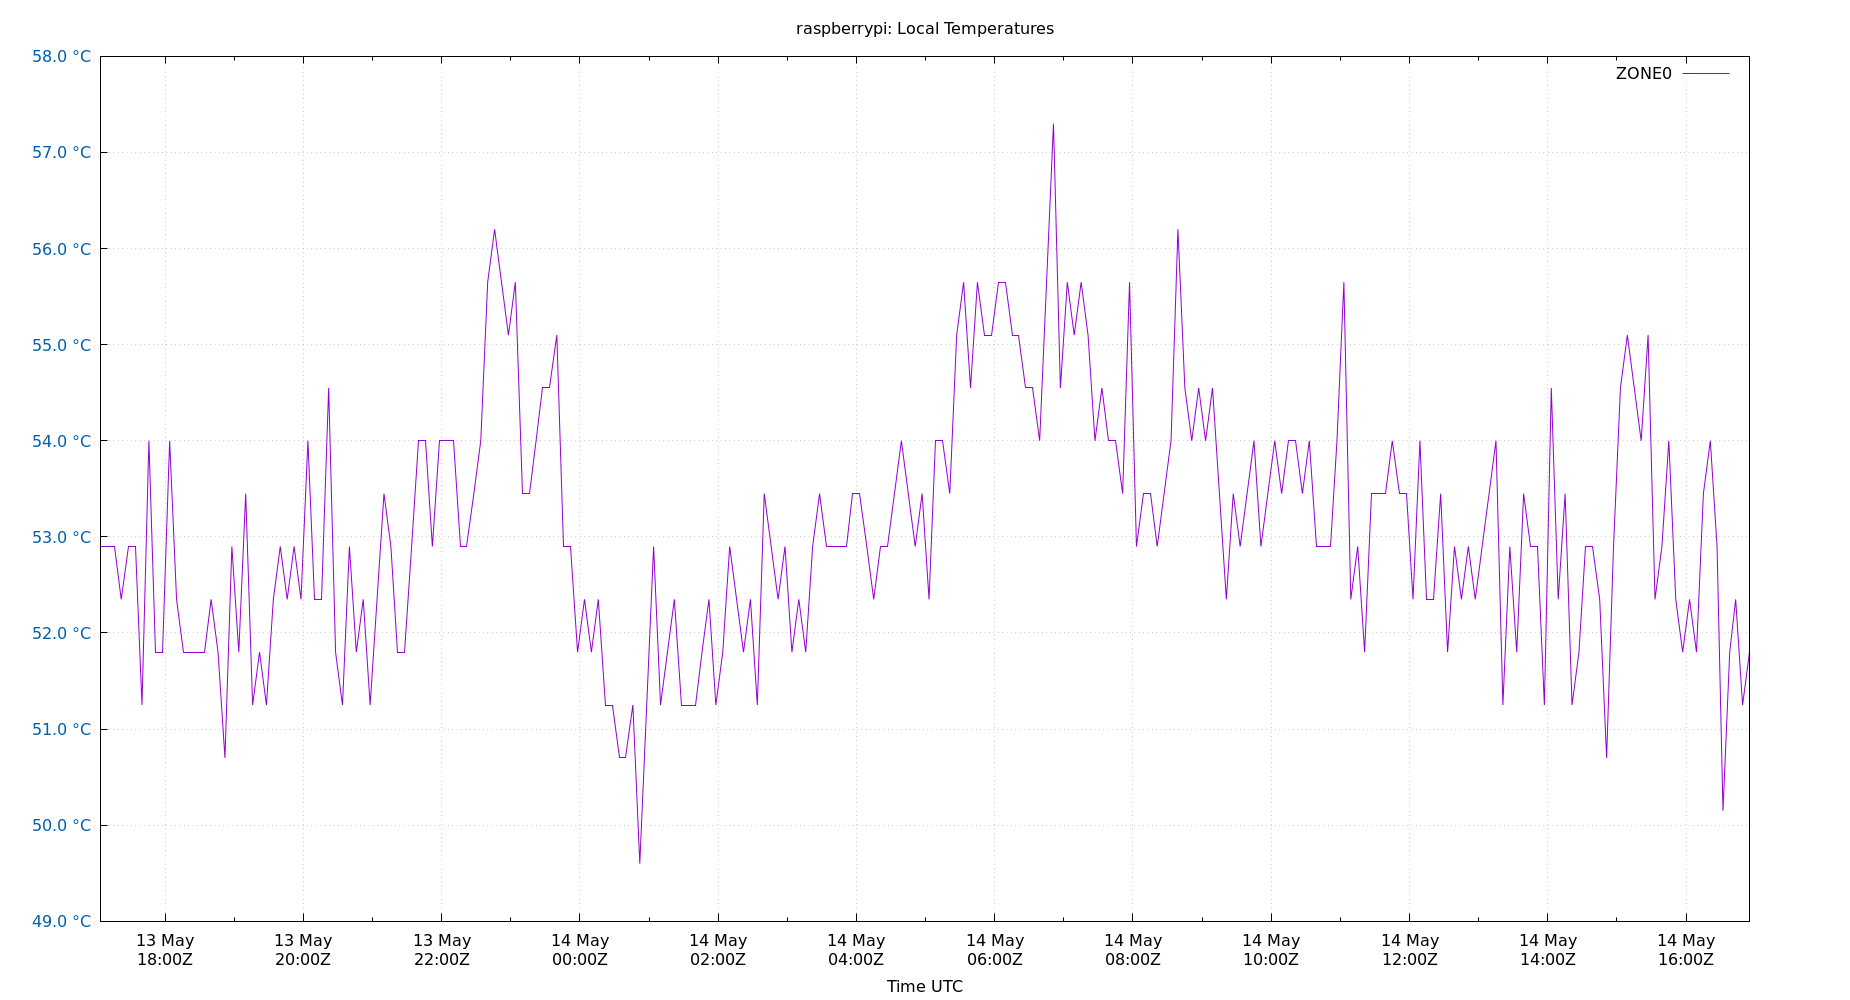 raspberrypi: Local Temperatures
58.0 °C
ZONE0
57.0 °C
56.0 °C
55.0 °C
54.0 °C
53.0 °C
52.0 °C
51.0 °C
50.0 °C
49.0 °C
13 May 13 May 13 May 14 May 14 May 14 May 14 May 14 May 14 May 14 May 14 May 14 May
18:00Z 20:00Z 22:00Z 00:00Z 02:00Z 04:00Z 06:00Z 08:00Z 10:00Z 12:00Z 14:00Z 16:00Z
Time UTC